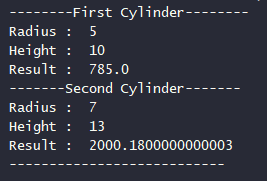 --------First Cylinder--------
Radius :  5
Height :  10
Result :  785.0
-------Second Cylinder-------
Radius :  7
Height :  13
Result :  2000.1800000000003
---------------------------